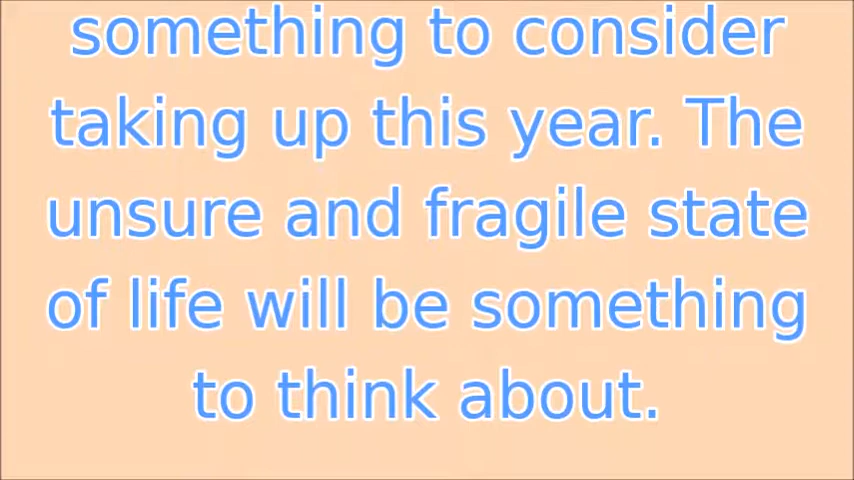 something to consider
taking up this year. The
unsure and fragile state
of life will be something
to think about.